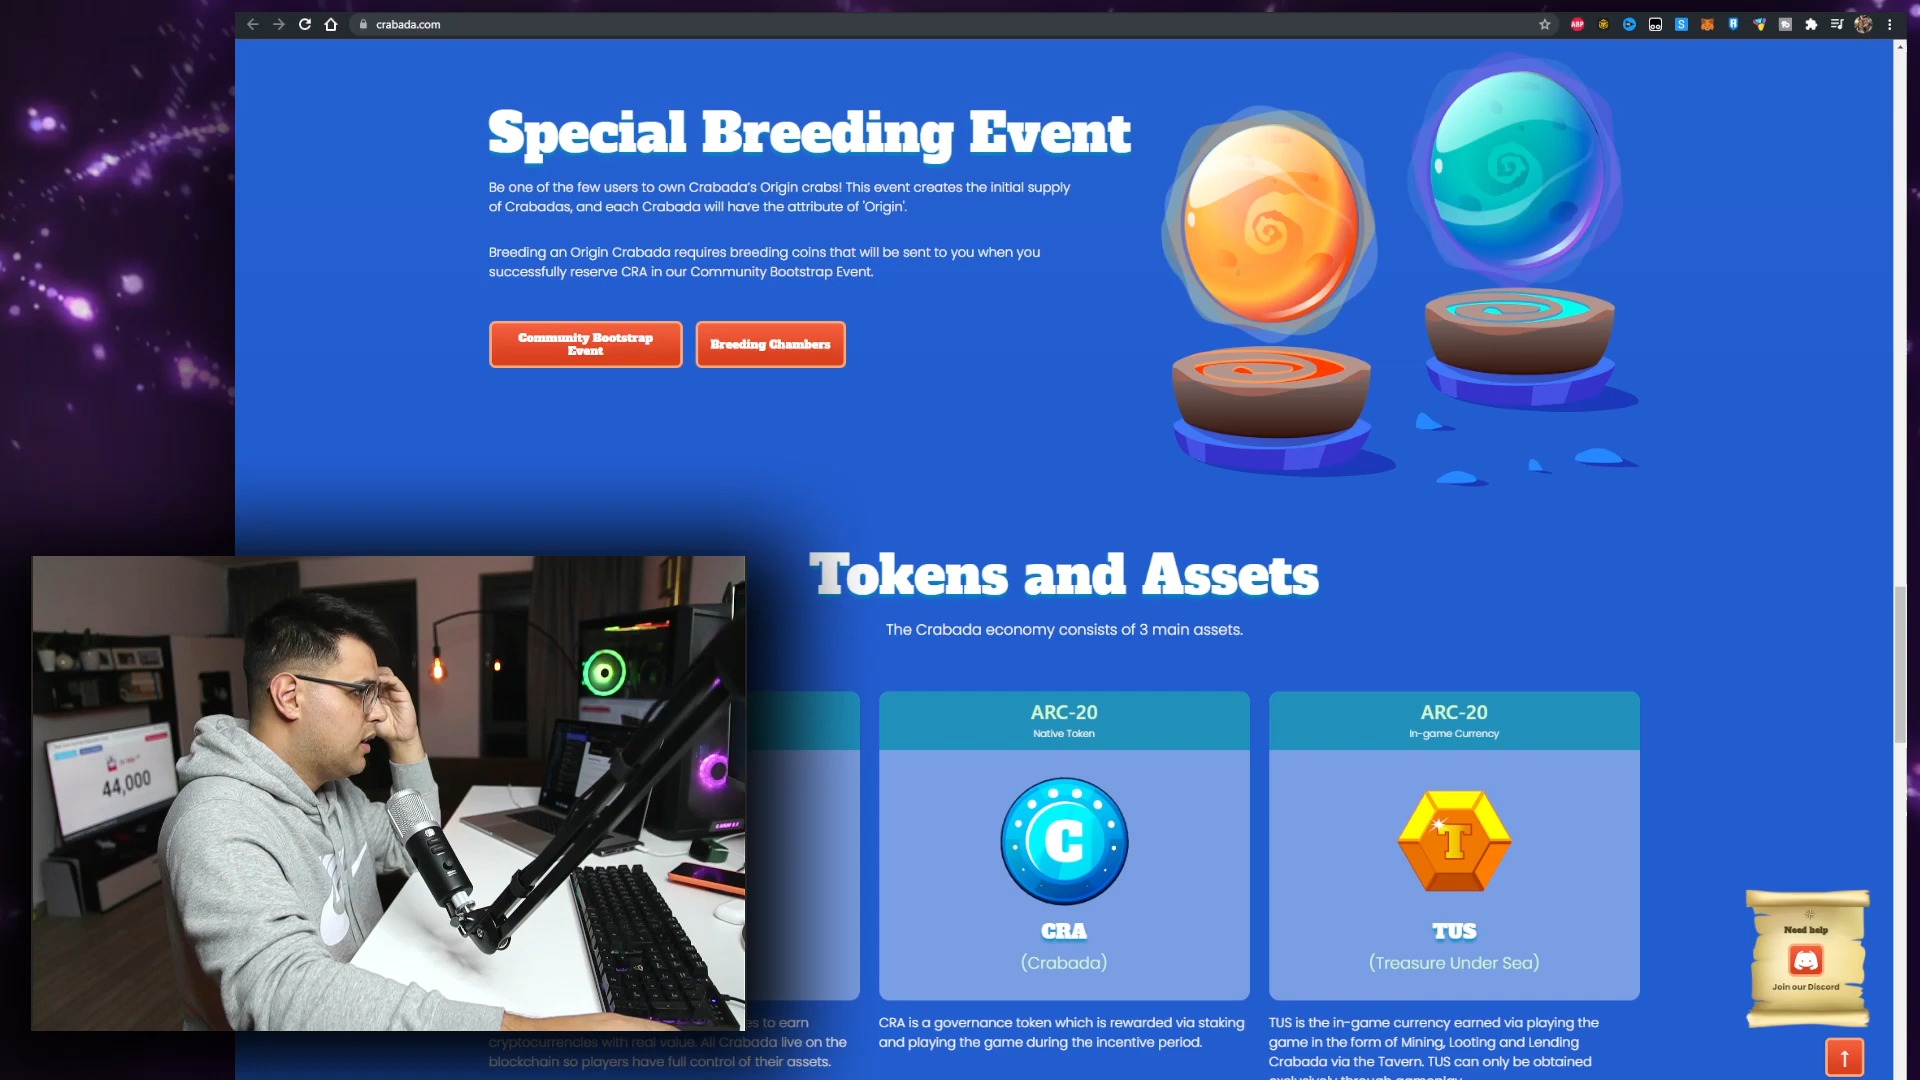 crabada.com
ABP
S
Special Breeding Event
Be one of the few users to own Crabada's Origin crabs! This event creates the initial supply
of Crabadas, and each Crabada will have the attribute of 'Origin'.
Breeding an Origin Crabada requires breeding coins that will be sent to you when you
successfully reserve CRA in our Community Bootstrap Event.
Community Bootstrap
Event
Breeding Chambers
Tokens and Assets
The Crabada economy consists of 3 main assets.
ARC-20
Native Token
C
CRA
(Crabada)
CRA is a governance token which is rewarded via staking
and playing the game during the incentive period.
ARC-20
In-game Currency
T
TUS
(Treasure Under Sea)
TUS is the in-game currency earned via playing the
game in the form of Mining, Looting and Lending
Crabada via the Tavern. TUS can only be obtained
exclusively through gameplay.
es to earn
cryptocurrencies with real value. All Crabada live on the
blockchain so players have full control of their assets.
44,000
Need help
Join our Discord